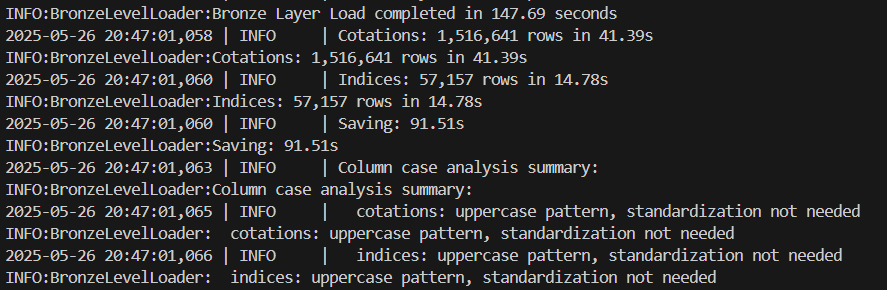 INFO:BronzeLevelLoader:Bronze Layer Load completed in 147.69 seconds
2025-05-26 20:47:01,058 | INFO     | Cotations: 1,516,641 rows in 41.39s
INFO:BronzeLevelLoader:Cotations: 1,516,641 rows in 41.39s
2025-05-26 20:47:01,060 | INFO     | Indices: 57,157 rows in 14.78s
INFO:BronzeLevelLoader:Indices: 57,157 rows in 14.78s
2025-05-26 20:47:01,060 | INFO     | Saving: 91.51s
INFO:BronzeLevelLoader:Saving: 91.51s
2025-05-26 20:47:01,063 | INFO     | Column case analysis summary:
INFO:BronzeLevelLoader:Column case analysis summary:
2025-05-26 20:47:01,065 | INFO     |   cotations: uppercase pattern, standardization not needed
INFO:BronzeLevelLoader:  cotations: uppercase pattern, standardization not needed
2025-05-26 20:47:01,066 | INFO     |   indices: uppercase pattern, standardization not needed
INFO:BronzeLevelLoader:  indices: uppercase pattern, standardization not needed